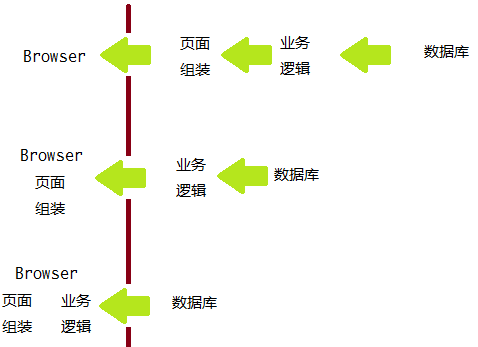 Browser 页面 业务 数据库
组装 逻辑
Browser 业务
页面 逻辑 数据库
组装
Browser
页面 业务 数据库
组装 逻辑